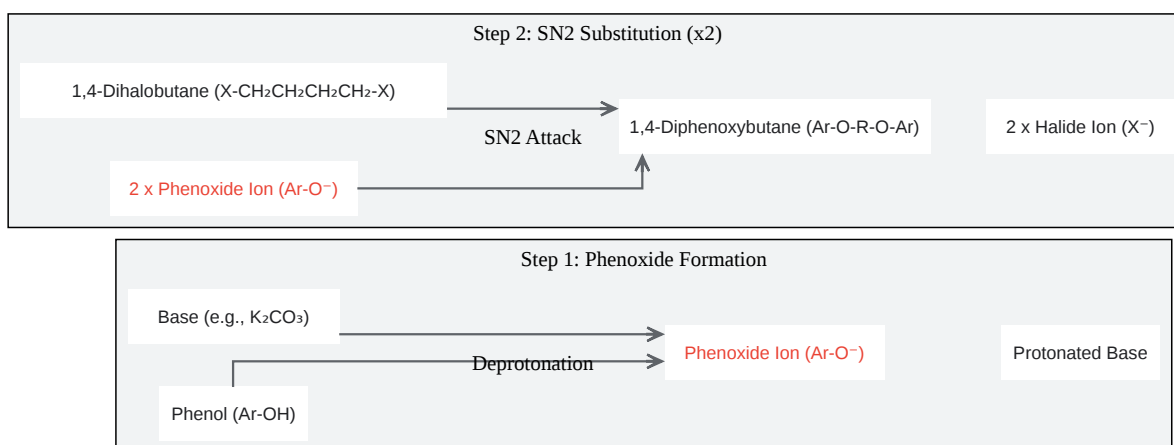 Step 2: SN2 Substitution (x2)
1,4-Dihalobutane (X-CH₂CH₂CH₂CH₂-X)
SN2 Attack
1,4-Diphenoxybutane (Ar-O-R-O-Ar)
2 x Halide Ion (X⁻)
2 x Phenoxide Ion (Ar-O⁻)
Step 1: Phenoxide Formation
Base (e.g., K₂CO₃)
Deprotonation
Phenoxide Ion (Ar-O⁻)
Protonated Base
Phenol (Ar-OH)